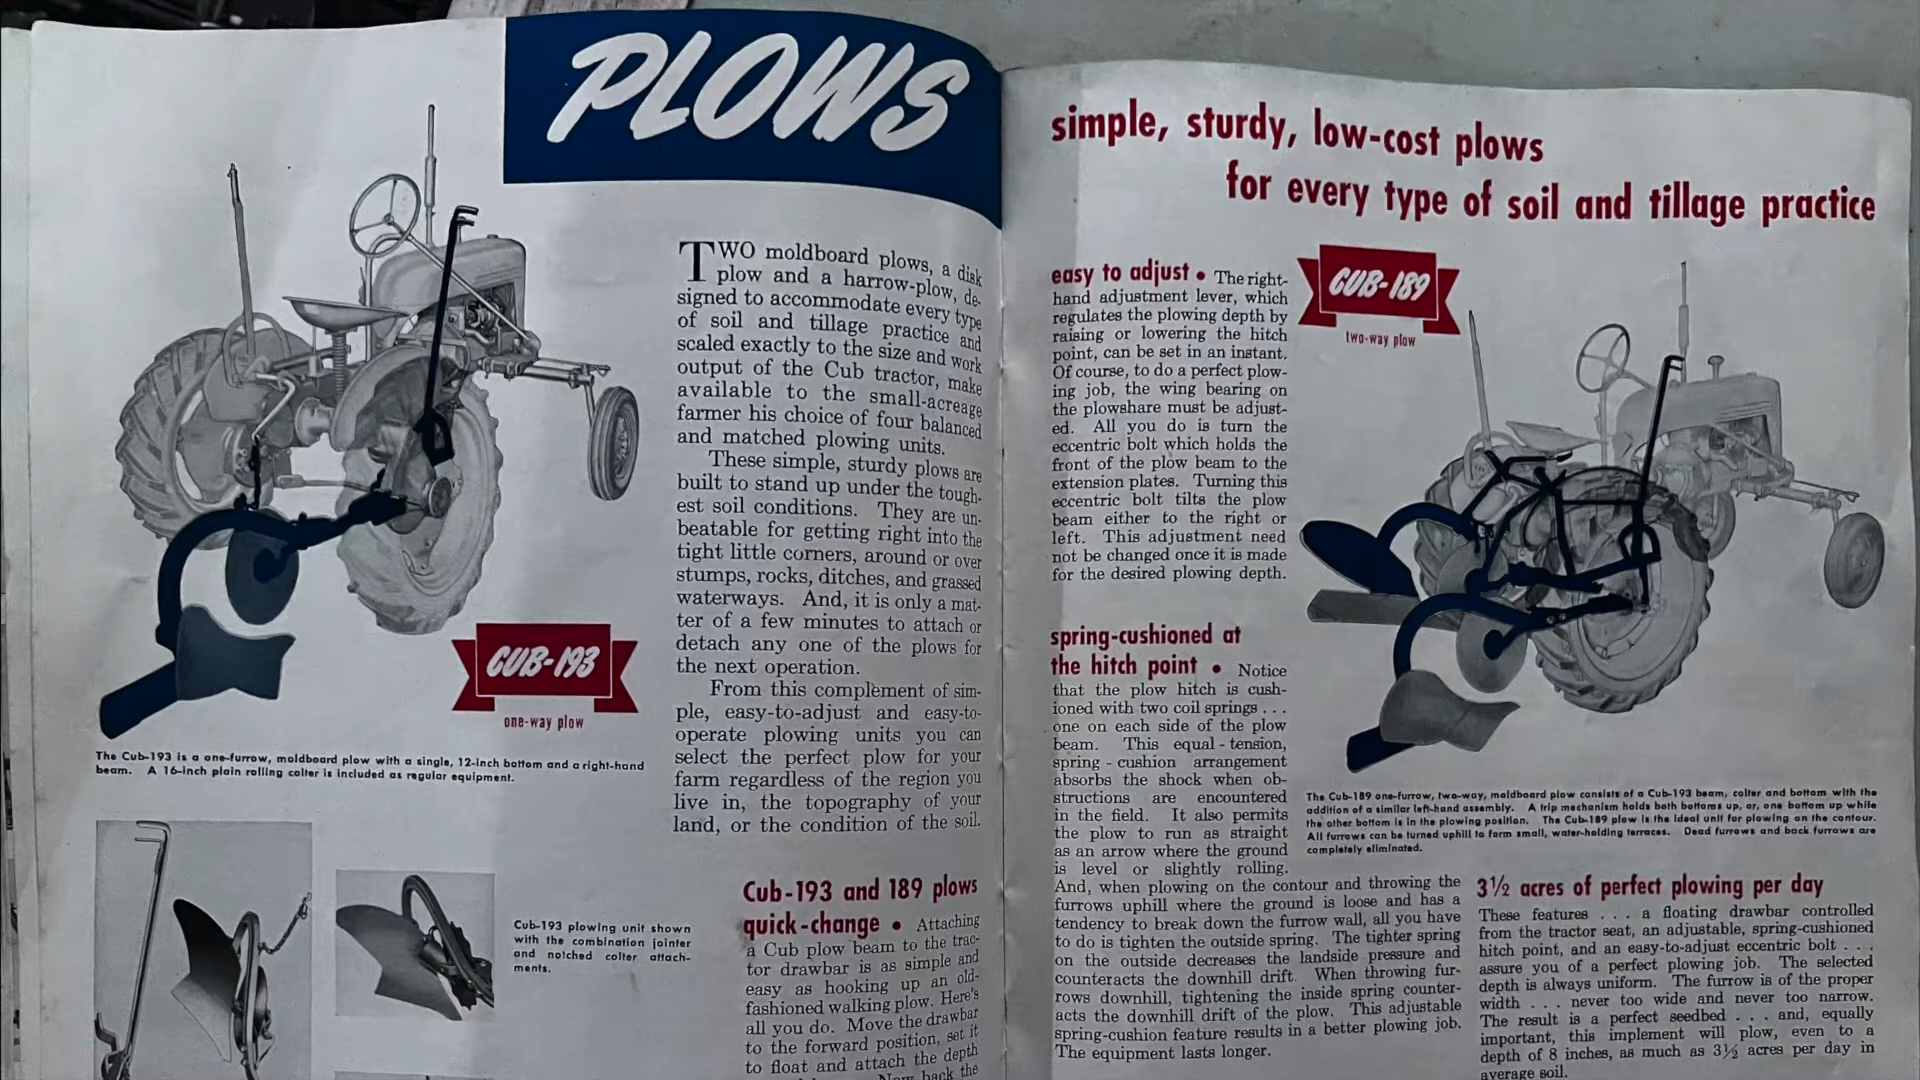 PLOWS
TWO moldboard plows, a disk
plow and a harrow-plow, de-
signed to accommodate every type
of soil and tillage practice and
scaled exactly to the size and work
output of the Cub tractor, make
available to the small-acreage
farmer his choice of four balanced
and matched plowing units.
These simple, sturdy plows are
built to stand up under the tough-
est soil conditions. They are un-
beatable for getting right into the
tight little corners, around or over
stumps, rocks, ditches, and grassed
waterways. And, it is only a mat-
ter of a few minutes to attach or
detach any one of the plows for
the next operation.
From this complement of sim-
ple, easy-to-adjust and easy-to-
operate plowing units you can
select the perfect plow for your
farm regardless of the region you
live in, the topography of your
land, or the condition of the soil.
CUB-193
one-way plow
The Cub-193 is a one-furrow, moldboard plow with a single, 12-inch bottom and a right-hand
beam. A 16-inch plain rolling colter is included as regular equipment.
Cub-193 plowing unit shown
with the combination jointer
and notched colter attach-
ments.
Cub-193 and 189 plows
quick-change • Attaching
a Cub plow beam to the trac-
tor drawbar is as simple and
easy as hooking up an old-
fashioned walking plow. Here's
all you do. Move the drawbar
to the forward position, set it
to float and attach the depth
Now back the
simple, sturdy, low-cost plows
for every type of soil and tillage practice
easy to adjust • The right-
hand adjustment lever, which
regulates the plowing depth by
raising or lowering the hitch
point, can be set in an instant.
Of course, to do a perfect plow-
ing job, the wing bearing on
the plowshare must be adjust-
ed. All you do is turn the
eccentric bolt which holds the
front of the plow beam to the
extension plates. Turning this
eccentric bolt tilts the plow
beam either to the right or
left. This adjustment need
not be changed once it is made
for the desired plowing depth.
spring-cushioned at
the hitch point • Notice
that the plow hitch is cush-
ioned with two coil springs . . .
one on each side of the plow
beam. This equal-tension,
spring-cushion arrangement
absorbs the shock when ob-
structions are encountered
in the field. It also permits
the plow to run as straight
as an arrow where the ground
is level or slightly rolling.
And, when plowing on the contour and throwing the
furrows uphill where the ground is loose and has a
tendency to break down the furrow wall, all you have
to do is tighten the outside spring. The tighter spring
on the outside decreases the landside pressure and
counteracts the downhill drift. When throwing fur-
rows downhill, tightening the inside spring counter-
acts the downhill drift of the plow. This adjustable
spring-cushion feature results in a better plowing job.
The equipment lasts longer.
CUB-189
two-way plow
The Cub-189 one-furrow, two-way, moldboard plow consists of a Cub-193 beam, colter and bottom with the
addition of a similar left-hand assembly. A trip mechanism holds both bottoms up, or, one bottom up while
the other bottom is in the plowing position. The Cub-189 plow is the ideal unit for plowing on the contour.
All furrows can be turned uphill to form small, water-holding terraces. Dead furrows and back furrows are
completely eliminated.
3½ acres of perfect plowing per day
These features . . . a floating drawbar controlled
from the tractor seat, an adjustable, spring-cushioned
hitch point, and an easy-to-adjust eccentric bolt . . .
assure you of a perfect plowing job. The selected
depth is always uniform. The furrow is of the proper
width . . . never too wide and never too narrow.
The result is a perfect seedbed . . . and, equally
important, this implement will plow, even to a
depth of 8 inches, as much as 3½ acres per day in
average soil.